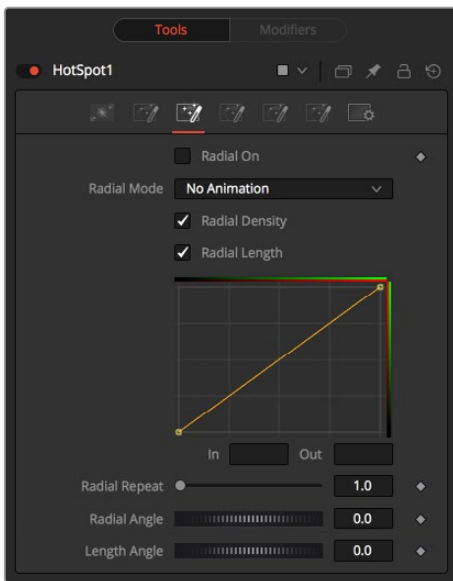 Tools Modifiers
HotSpot1
Radial On
Radial Mode No Animation
Radial Density
Radial Length
In Out
Radial Repeat 1.0
Radial Angle 0.0
Length Angle 0.0